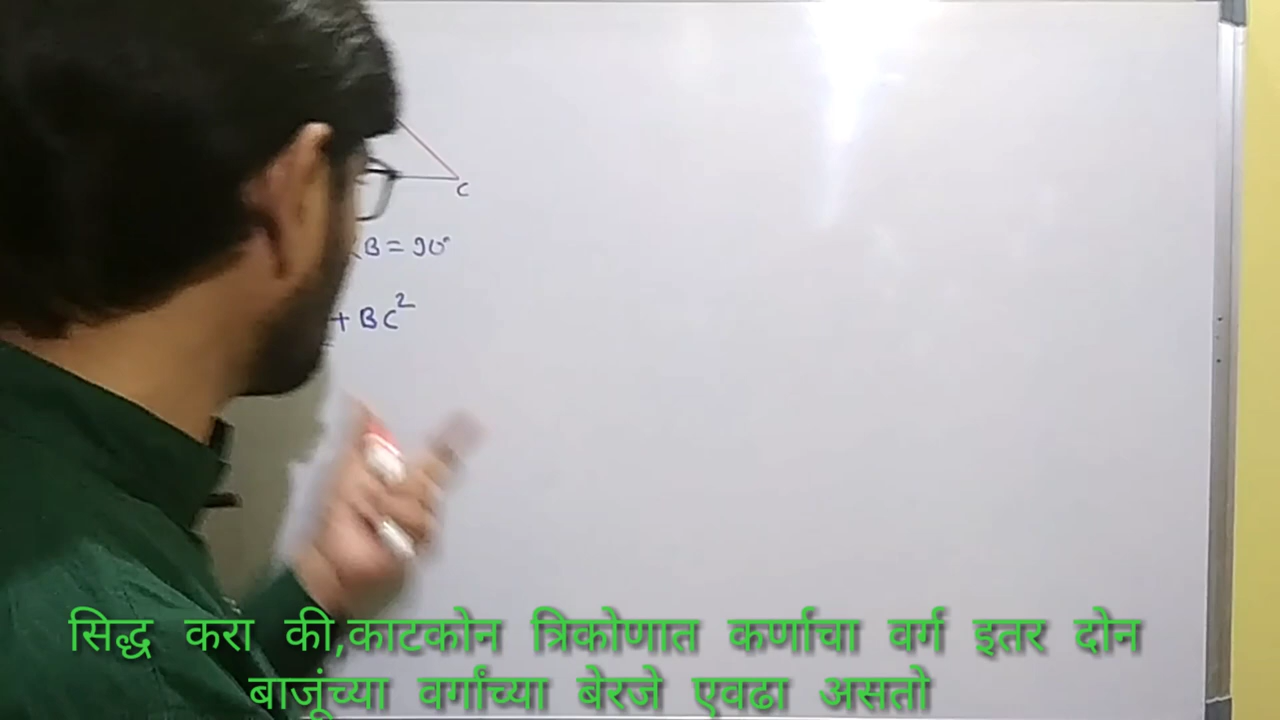 C
∠B = 90°
+ BC²
सिद्ध करा की,काटकोन त्रिकोणात कर्णाचा वर्ग इतर दोन
बाजूंच्या वर्गांच्या बेरजे एवढा असतो